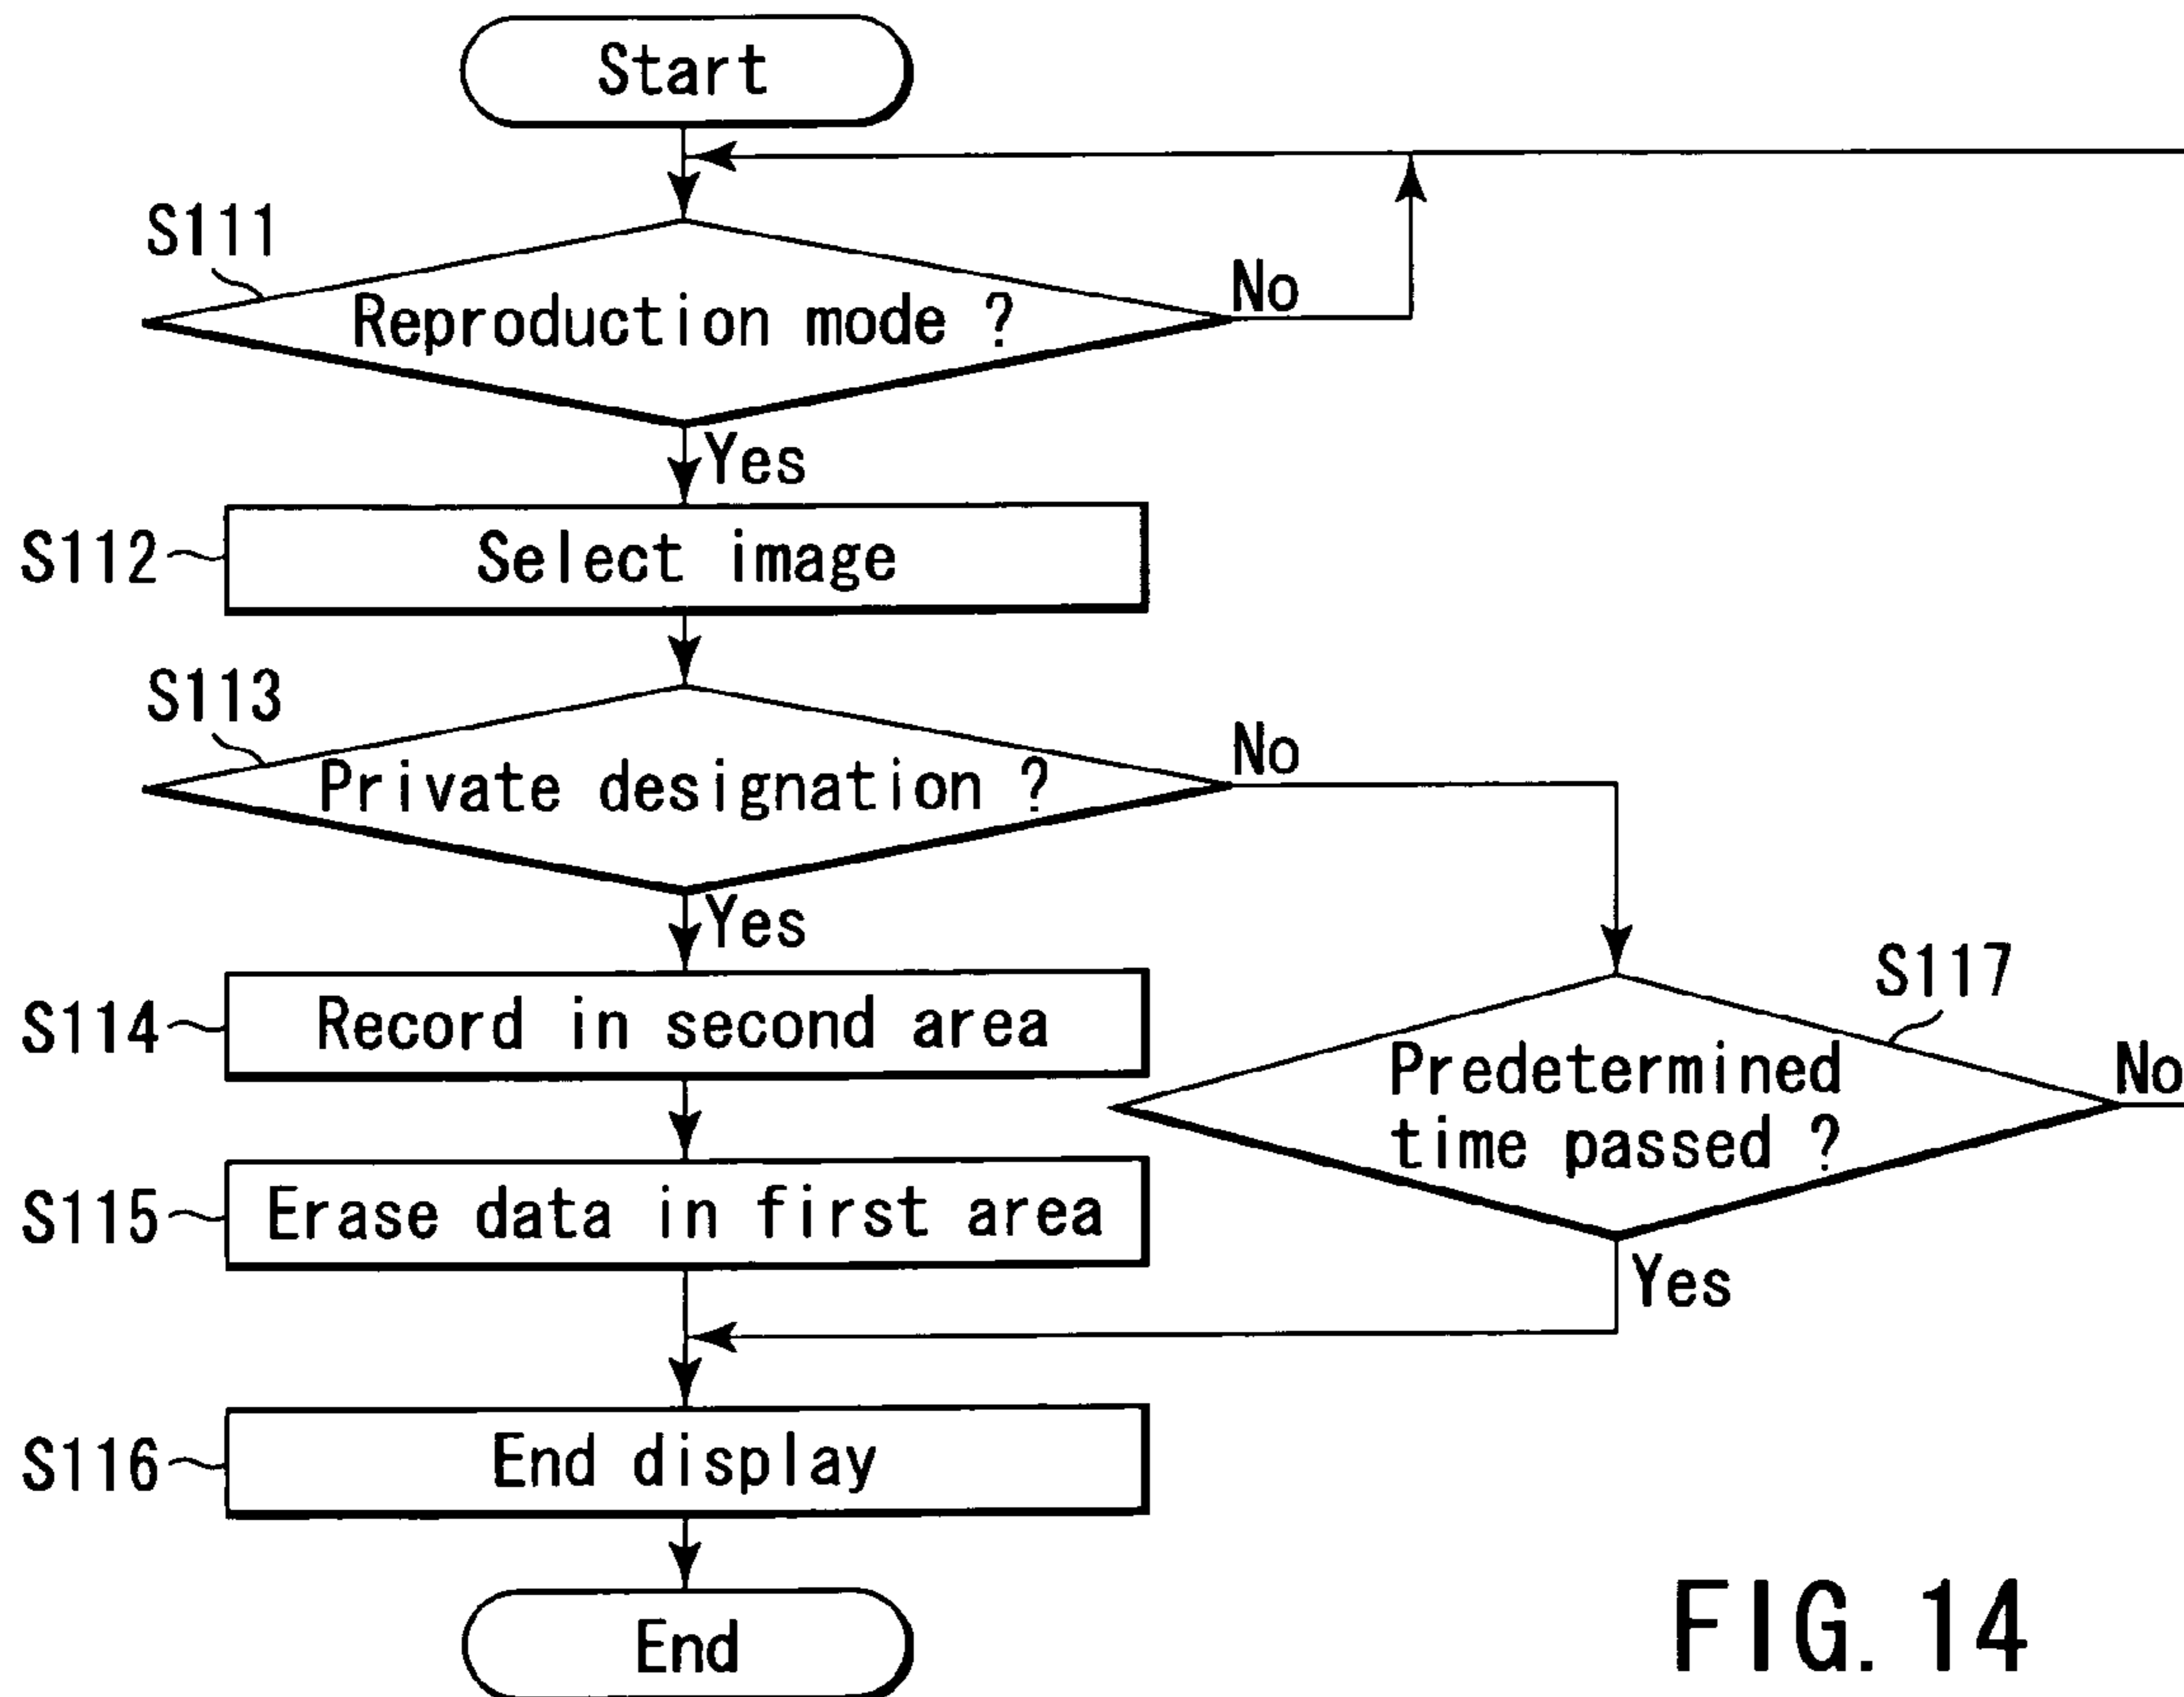 Start
S111
Reproduction mode ?
No
Yes
S112
Select image
S113
Private designation ?
No
Yes
S114
Record in second area
S117
Predetermined
time passed ?
No
S115
Erase data in first area
Yes
S116
End display
End
FIG. 14